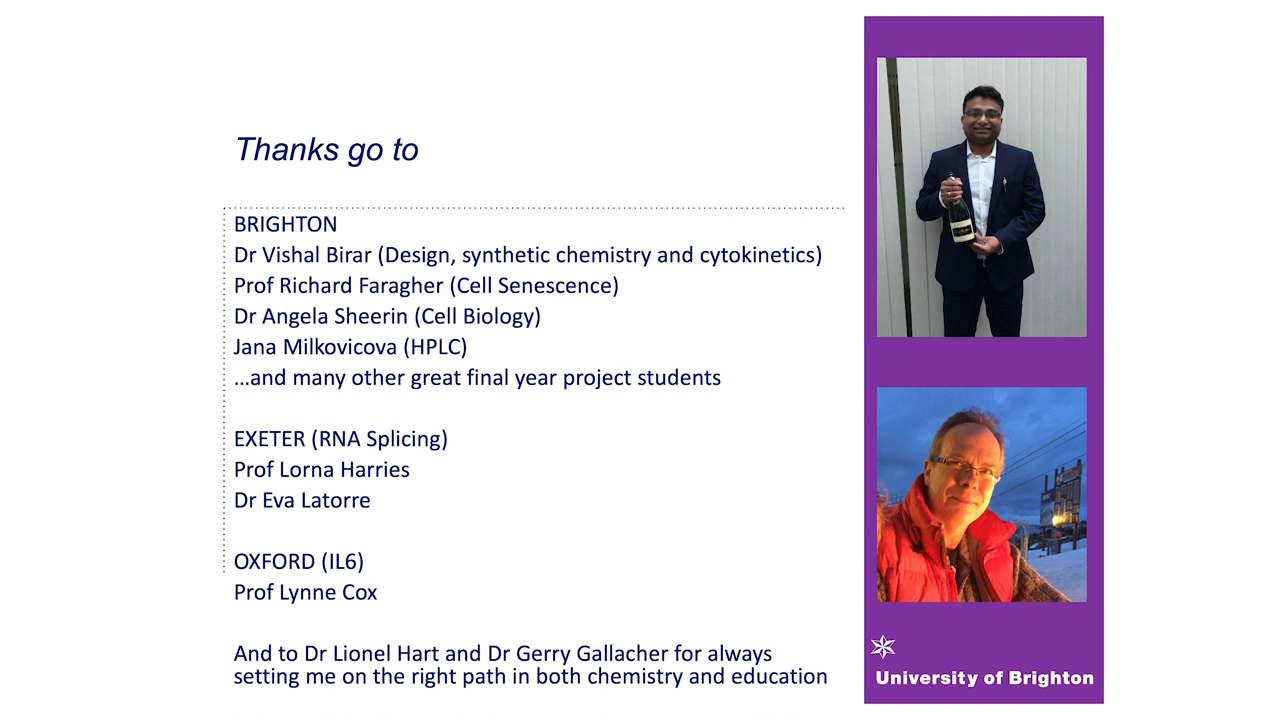 Thanks go to
BRIGHTON
Dr Vishal Birar (Design, synthetic chemistry and cytokinetics)
Prof Richard Faragher (Cell Senescence)
Dr Angela Sheerin (Cell Biology)
Jana Milkovicova (HPLC)
...and many other great final year project students
EXETER (RNA Splicing)
Prof Lorna Harries
Dr Eva Latorre
OXFORD (IL6)
Prof Lynne Cox
And to Dr Lionel Hart and Dr Gerry Gallacher for always
setting me on the right path in both chemistry and education
University of Brighton